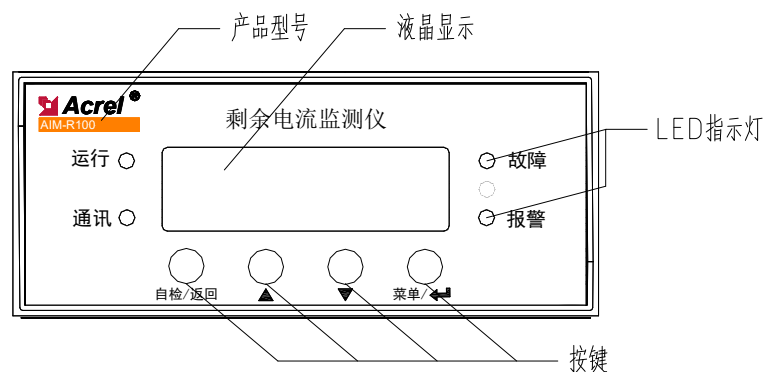 产品型号
液晶显示
Acrel®
AIM-R100
剩余电流监测仪
LED指示灯
运行
故障
通讯
报警
自检/返回
▲
▼
菜单/↵
按键